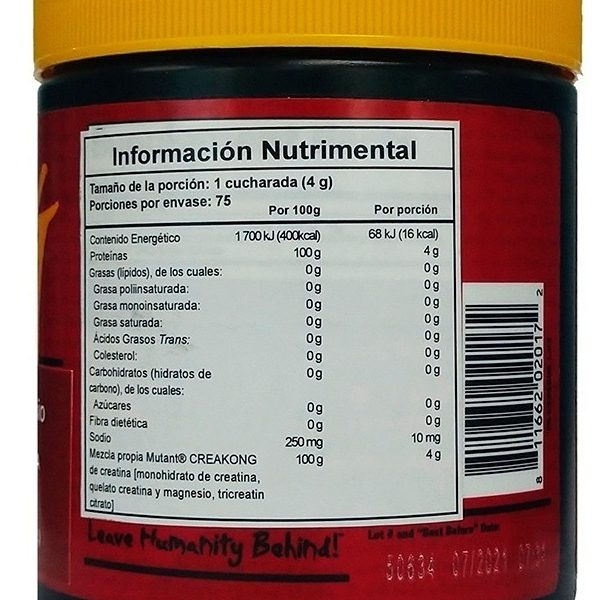 Información Nutrimental
Tamaño de la porción: 1 cucharada (4 g)
Porciones por envase: 75
Por 100g Por porción
Contenido Energético 1 700 kJ (400kcal) 68 kJ (16 kcal)
Proteínas 100 g 4 g
Grasas (lípidos), de los cuales: 0 g 0 g
Grasa poliinsaturada: 0 g 0 g
Grasa monoinsaturada: 0 g 0 g
Grasa saturada: 0 g 0 g
Ácidos Grasos Trans: 0 g 0 g
Colesterol: 0 g 0 g
Carbohidratos (hidratos de 0 g 0 g
carbono), de los cuales:
Azúcares 0 g 0 g
Fibra dietética 0 g 0 g
Sodio 250 mg 10 mg
Mezcla propia Mutant® CREAKONG 100 g 4 g
de creatina [monohidrato de creatina,
quelato creatina y magnesio, tricreatin
citrato]
8 11662 02017 2
Leave Humanity Behind!
Lot # and "Best Before" Date:
50634 07/2021